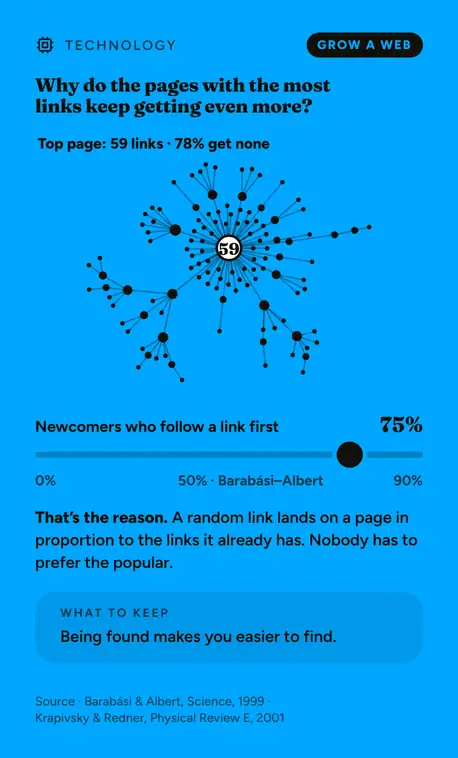 TECHNOLOGY
GROW A WEB
Why do the pages with the most
links keep getting even more?
Top page: 59 links · 78% get none
59
Newcomers who follow a link first
75%
0%
50% · Barabási–Albert
90%
That's the reason. A random link lands on a page in
proportion to the links it already has. Nobody has to
prefer the popular.
WHAT TO KEEP
Being found makes you easier to find.
Source · Barabási & Albert, Science, 1999 ·
Krapivsky & Redner, Physical Review E, 2001